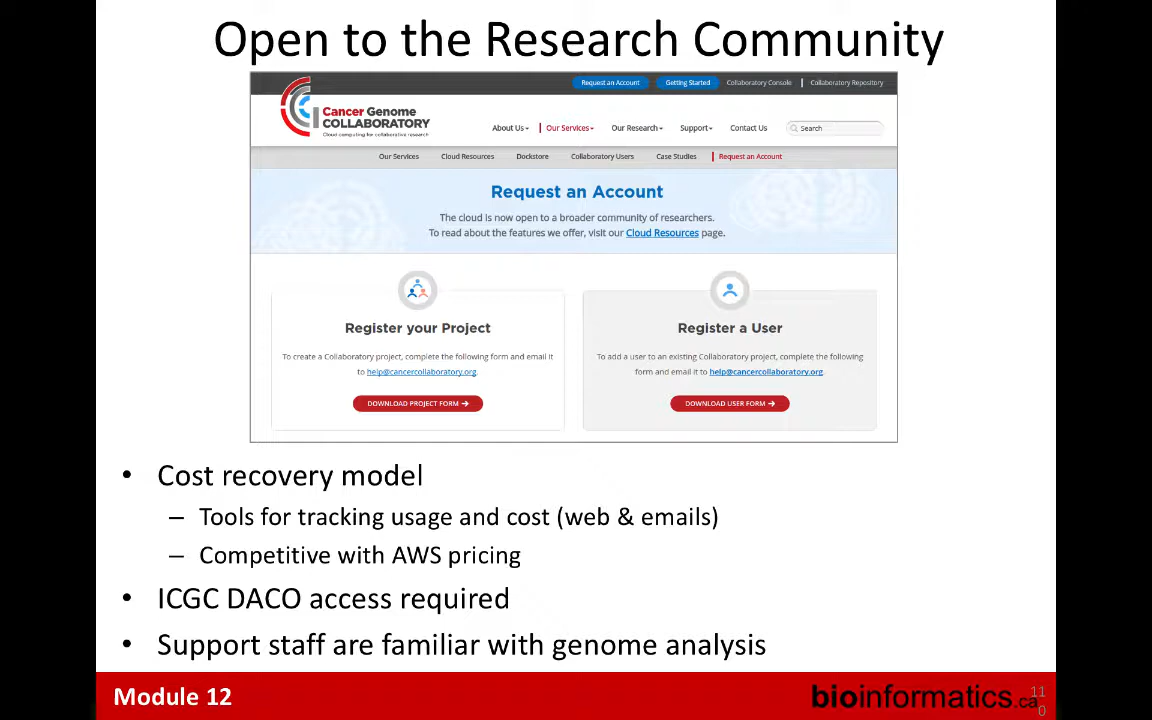 Open to the Research Community
Request an Account Getting Started Collaboratory Console | Collaboratory Repository
Cancer Genome
COLLABORATORY
Cloud computing for collaborative research
About Us Our Services Our Research Support Contact Us Search
Our Services Cloud Resources Dockstore Collaboratory Users Case Studies Request an Account
Request an Account
The cloud is now open to a broader community of researchers.
To read about the features we offer, visit our Cloud Resources page.
Register your Project
To create a Collaboratory project, complete the following form and email it
to help@cancercollaboratory.org.
DOWNLOAD PROJECT FORM →
Register a User
To add a user to an existing Collaboratory project, complete the following
form and email it to help@cancercollaboratory.org.
DOWNLOAD USER FORM →
• Cost recovery model
– Tools for tracking usage and cost (web & emails)
– Competitive with AWS pricing
• ICGC DACO access required
• Support staff are familiar with genome analysis
Module 12
bioinformatics.ca
11
0